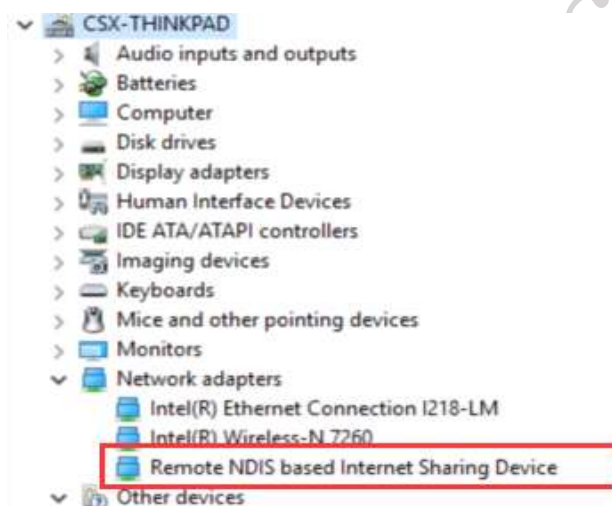 CSX-THINKPAD
Audio inputs and outputs
Batteries
Computer
Disk drives
Display adapters
Human Interface Devices
IDE ATA/ATAPI controllers
Imaging devices
Keyboards
Mice and other pointing devices
Monitors
Network adapters
Intel(R) Ethernet Connection I218-LM
Intel(R) Wireless-N 7260
Remote NDIS based Internet Sharing Device
Other devices